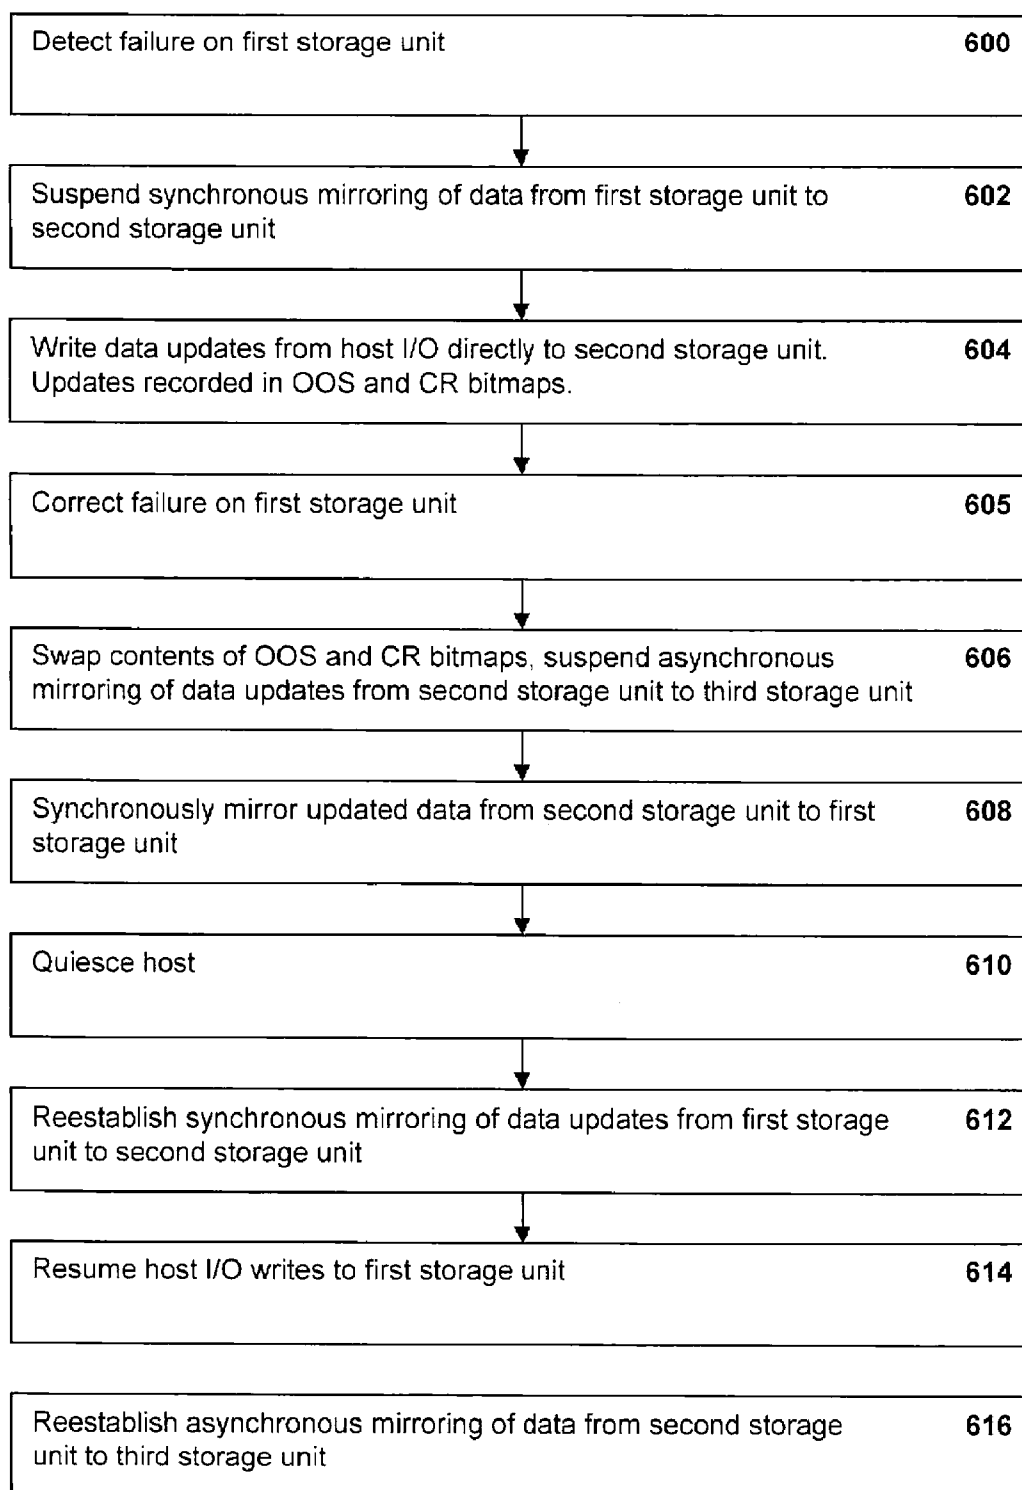 Detect failure on first storage unit 600
Suspend synchronous mirroring of data from first storage unit to 602
second storage unit
Write data updates from host I/O directly to second storage unit. 604
Updates recorded in OOS and CR bitmaps.
Correct failure on first storage unit 605
Swap contents of OOS and CR bitmaps, suspend asynchronous 606
mirroring of data updates from second storage unit to third storage unit
Synchronously mirror updated data from second storage unit to first 608
storage unit
Quiesce host 610
Reestablish synchronous mirroring of data updates from first storage 612
unit to second storage unit
Resume host I/O writes to first storage unit 614
Reestablish asynchronous mirroring of data from second storage 616
unit to third storage unit